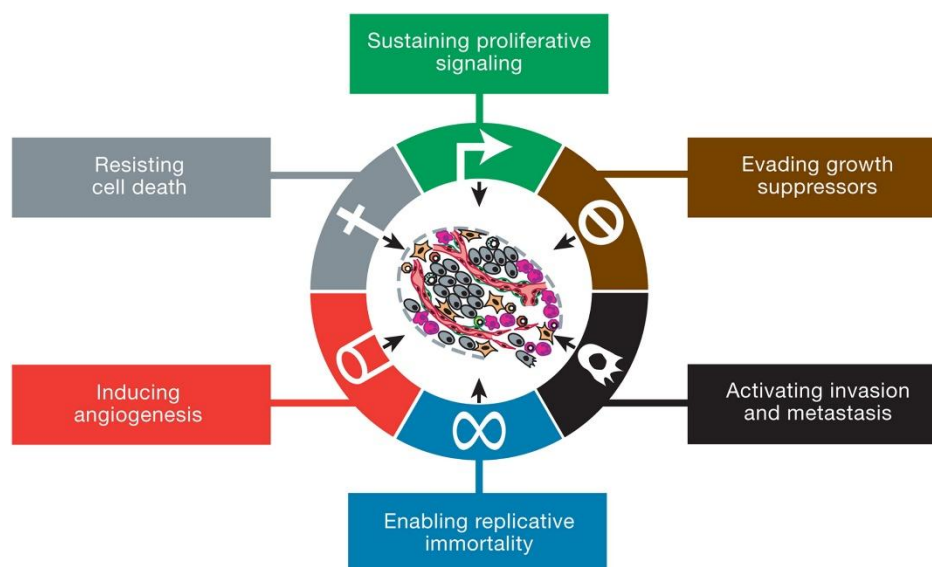 Sustaining proliferative
signaling
Resisting
cell death
Evading growth
suppressors
Inducing
angiogenesis
Activating invasion
and metastasis
Enabling replicative
immortality